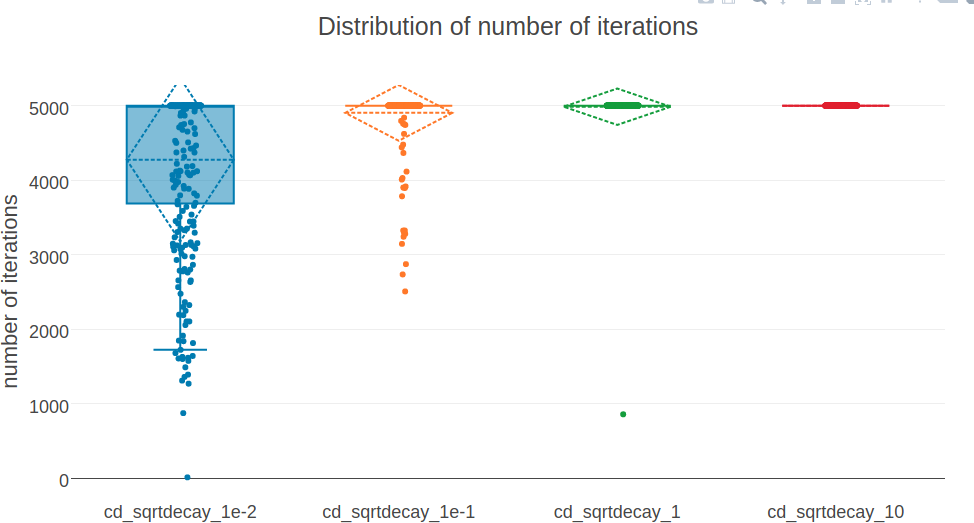 Distribution of number of iterations
number of iterations
5000
4000
3000
2000
1000
0
cd_sqrtdecay_1e-2 cd_sqrtdecay_1e-1 cd_sqrtdecay_1 cd_sqrtdecay_10